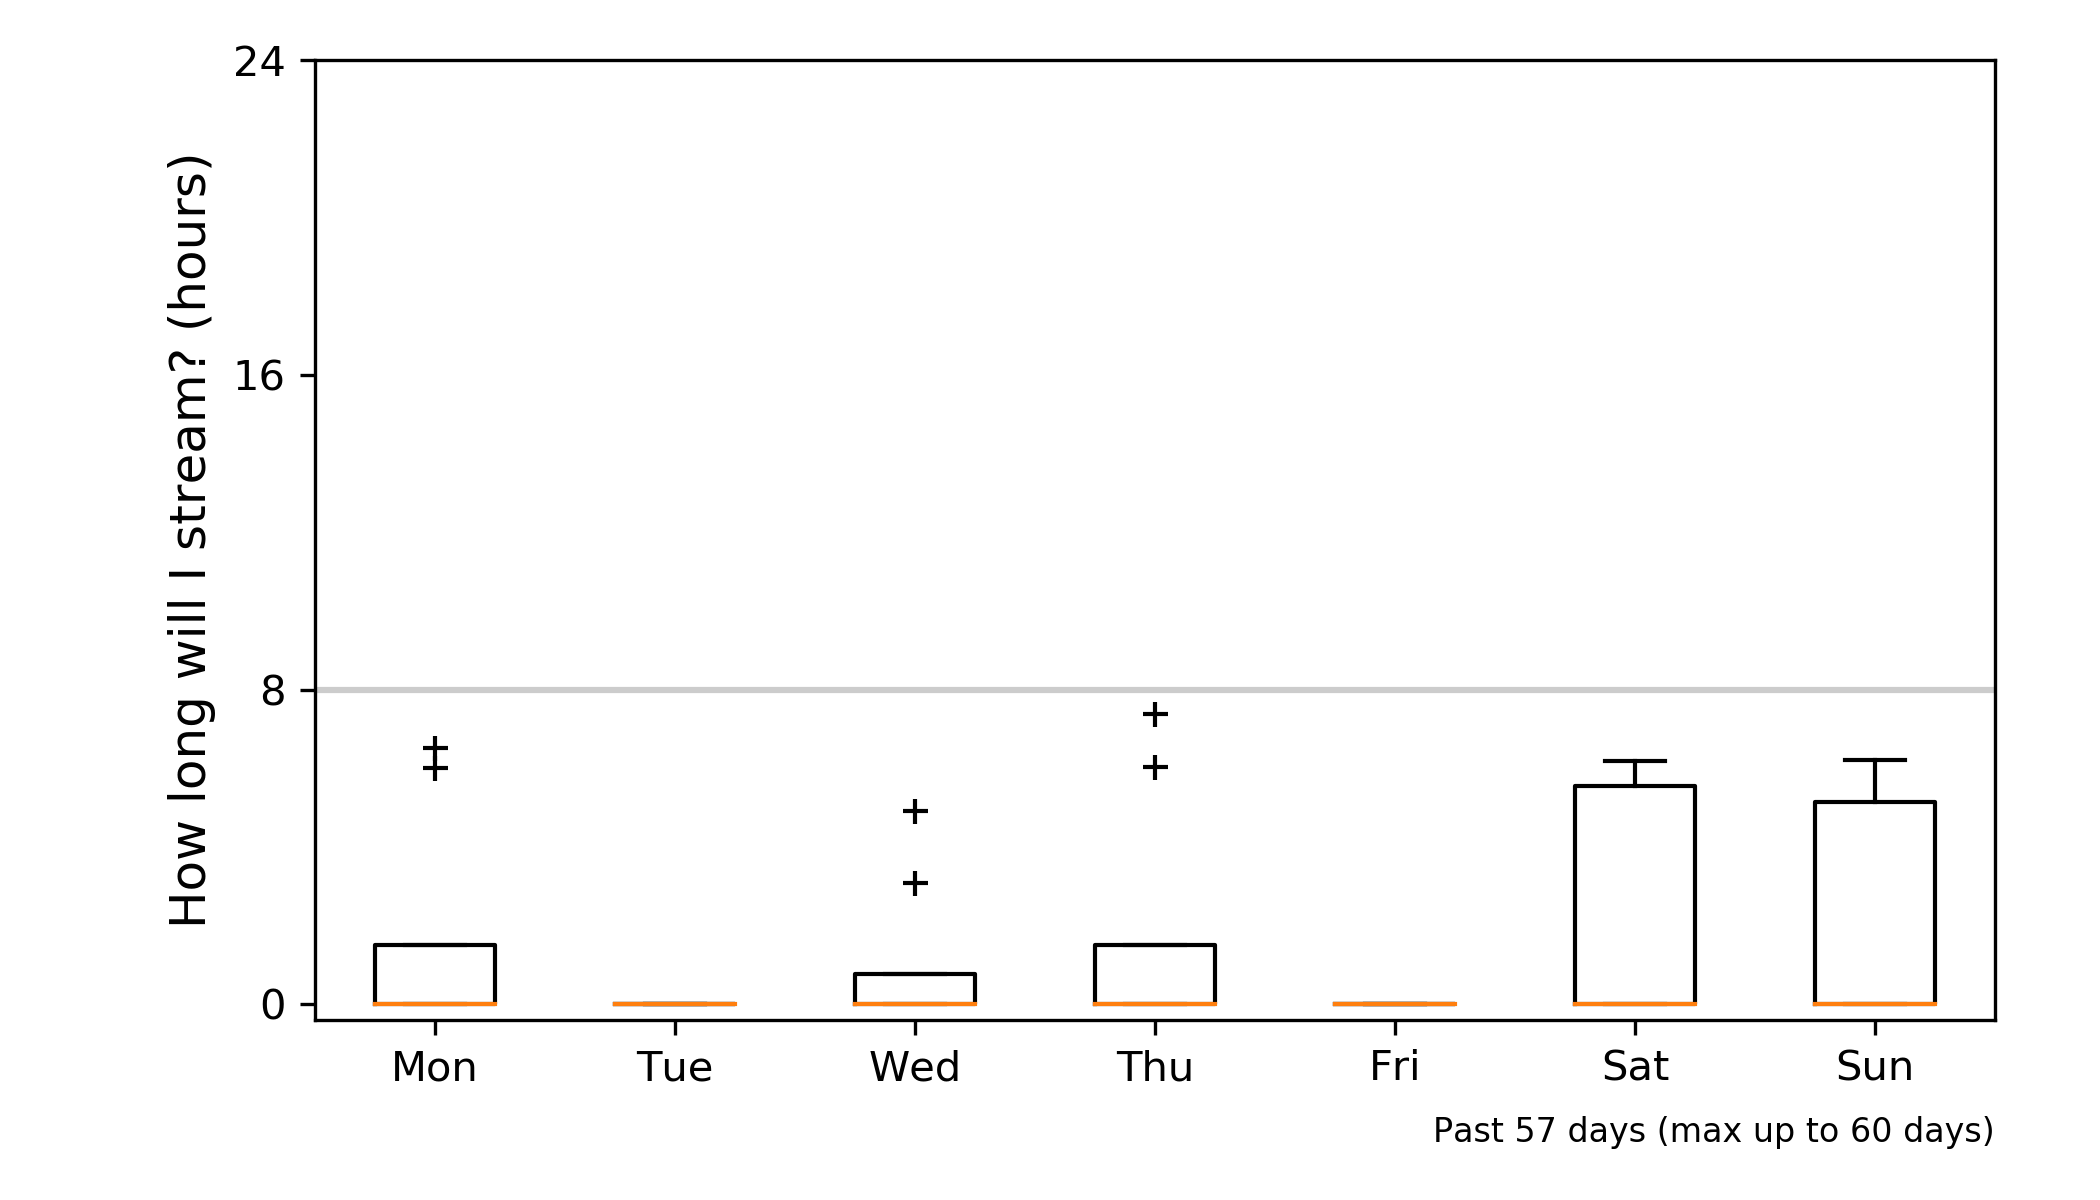 How long will I stream? (hours)
24
16
8
0
Mon Tue Wed Thu Fri Sat Sun
Past 57 days (max up to 60 days)